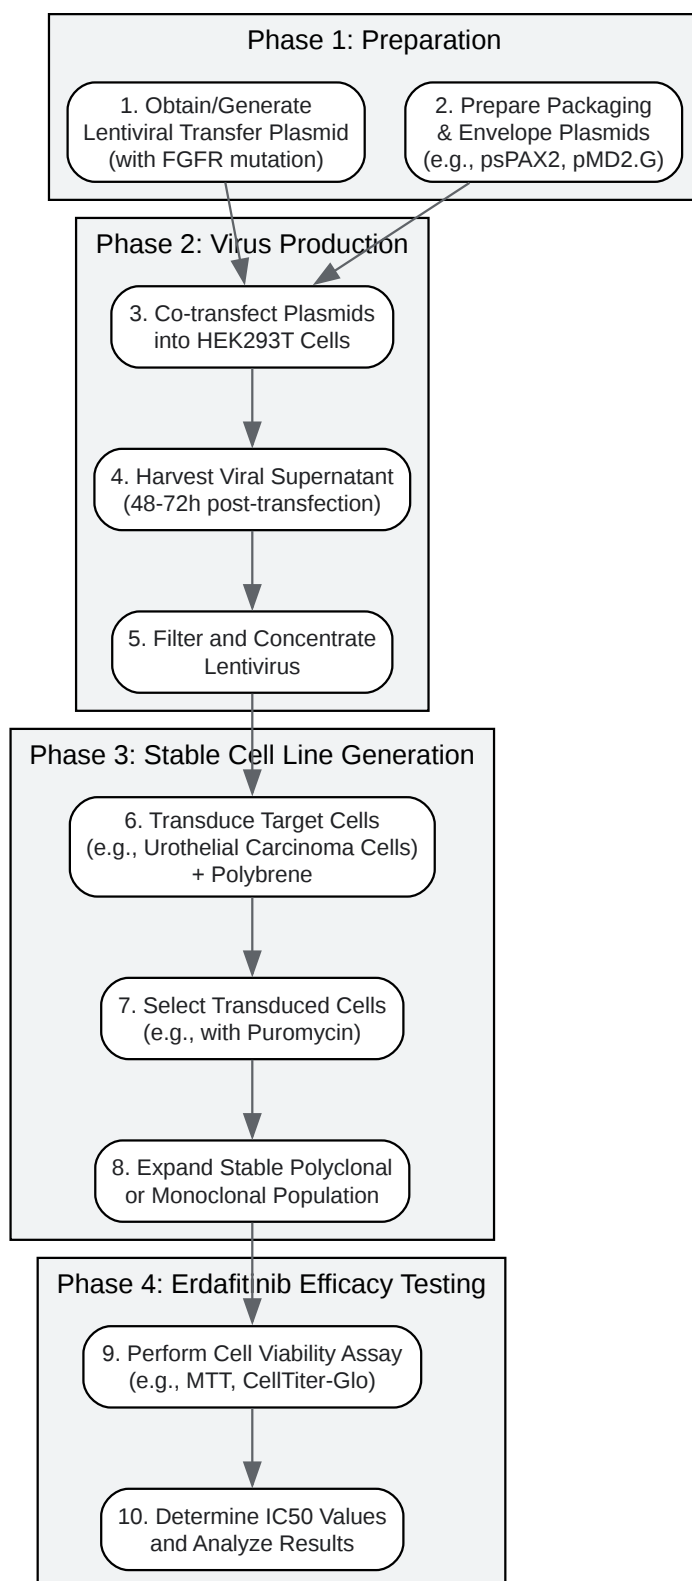 Phase 1: Preparation
1. Obtain/Generate
Lentiviral Transfer Plasmid
(with FGFR mutation)
2. Prepare Packaging
& Envelope Plasmids
(e.g., psPAX2, pMD2.G)
Phase 2: Virus Production
3. Co-transfect Plasmids
into HEK293T Cells
4. Harvest Viral Supernatant
(48-72h post-transfection)
5. Filter and Concentrate
Lentivirus
Phase 3: Stable Cell Line Generation
6. Transduce Target Cells
(e.g., Urothelial Carcinoma Cells)
+ Polybrene
7. Select Transduced Cells
(e.g., with Puromycin)
8. Expand Stable Polyclonal
or Monoclonal Population
Phase 4: Erdafitinib Efficacy Testing
9. Perform Cell Viability Assay
(e.g., MTT, CellTiter-Glo)
10. Determine IC50 Values
and Analyze Results